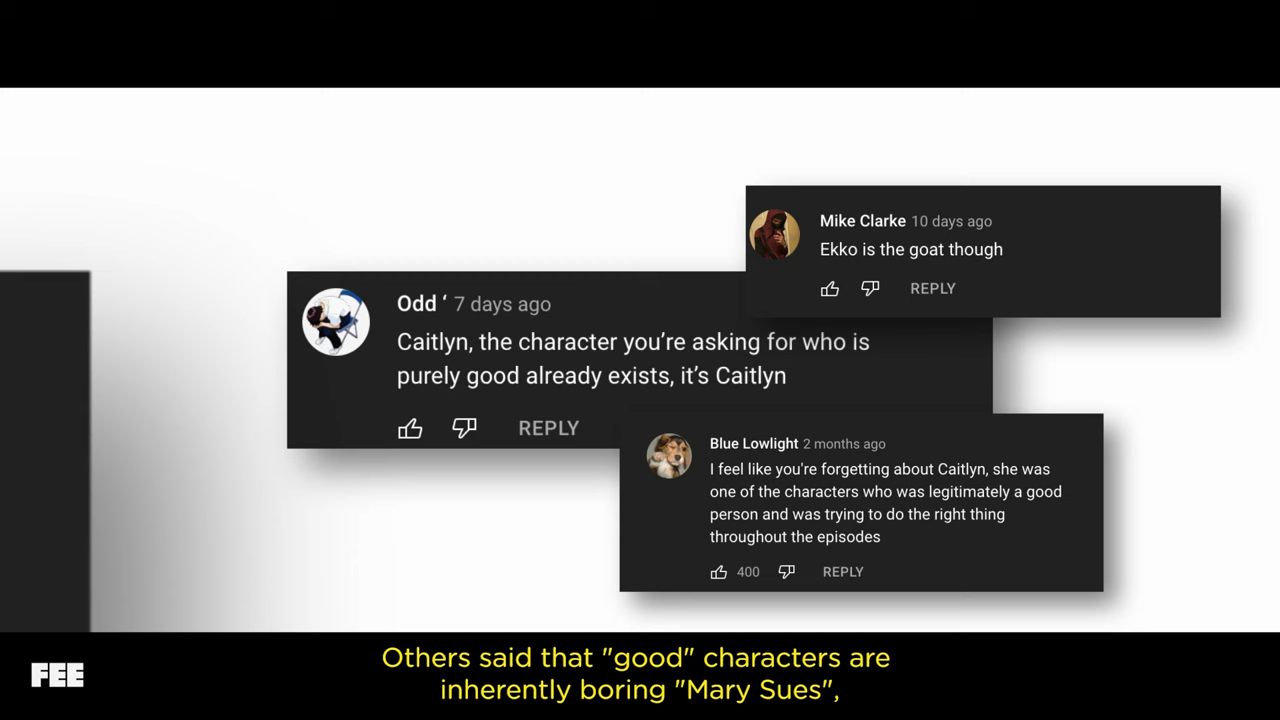 Mike Clarke 10 days ago
Ekko is the goat though
REPLY
Odd ‘ 7 days ago
Caitlyn, the character you’re asking for who is
purely good already exists, it’s Caitlyn
REPLY
Blue Lowlight 2 months ago
I feel like you're forgetting about Caitlyn, she was
one of the characters who was legitimately a good
person and was trying to do the right thing
throughout the episodes
400 REPLY
Others said that "good" characters are
inherently boring "Mary Sues",
FEE